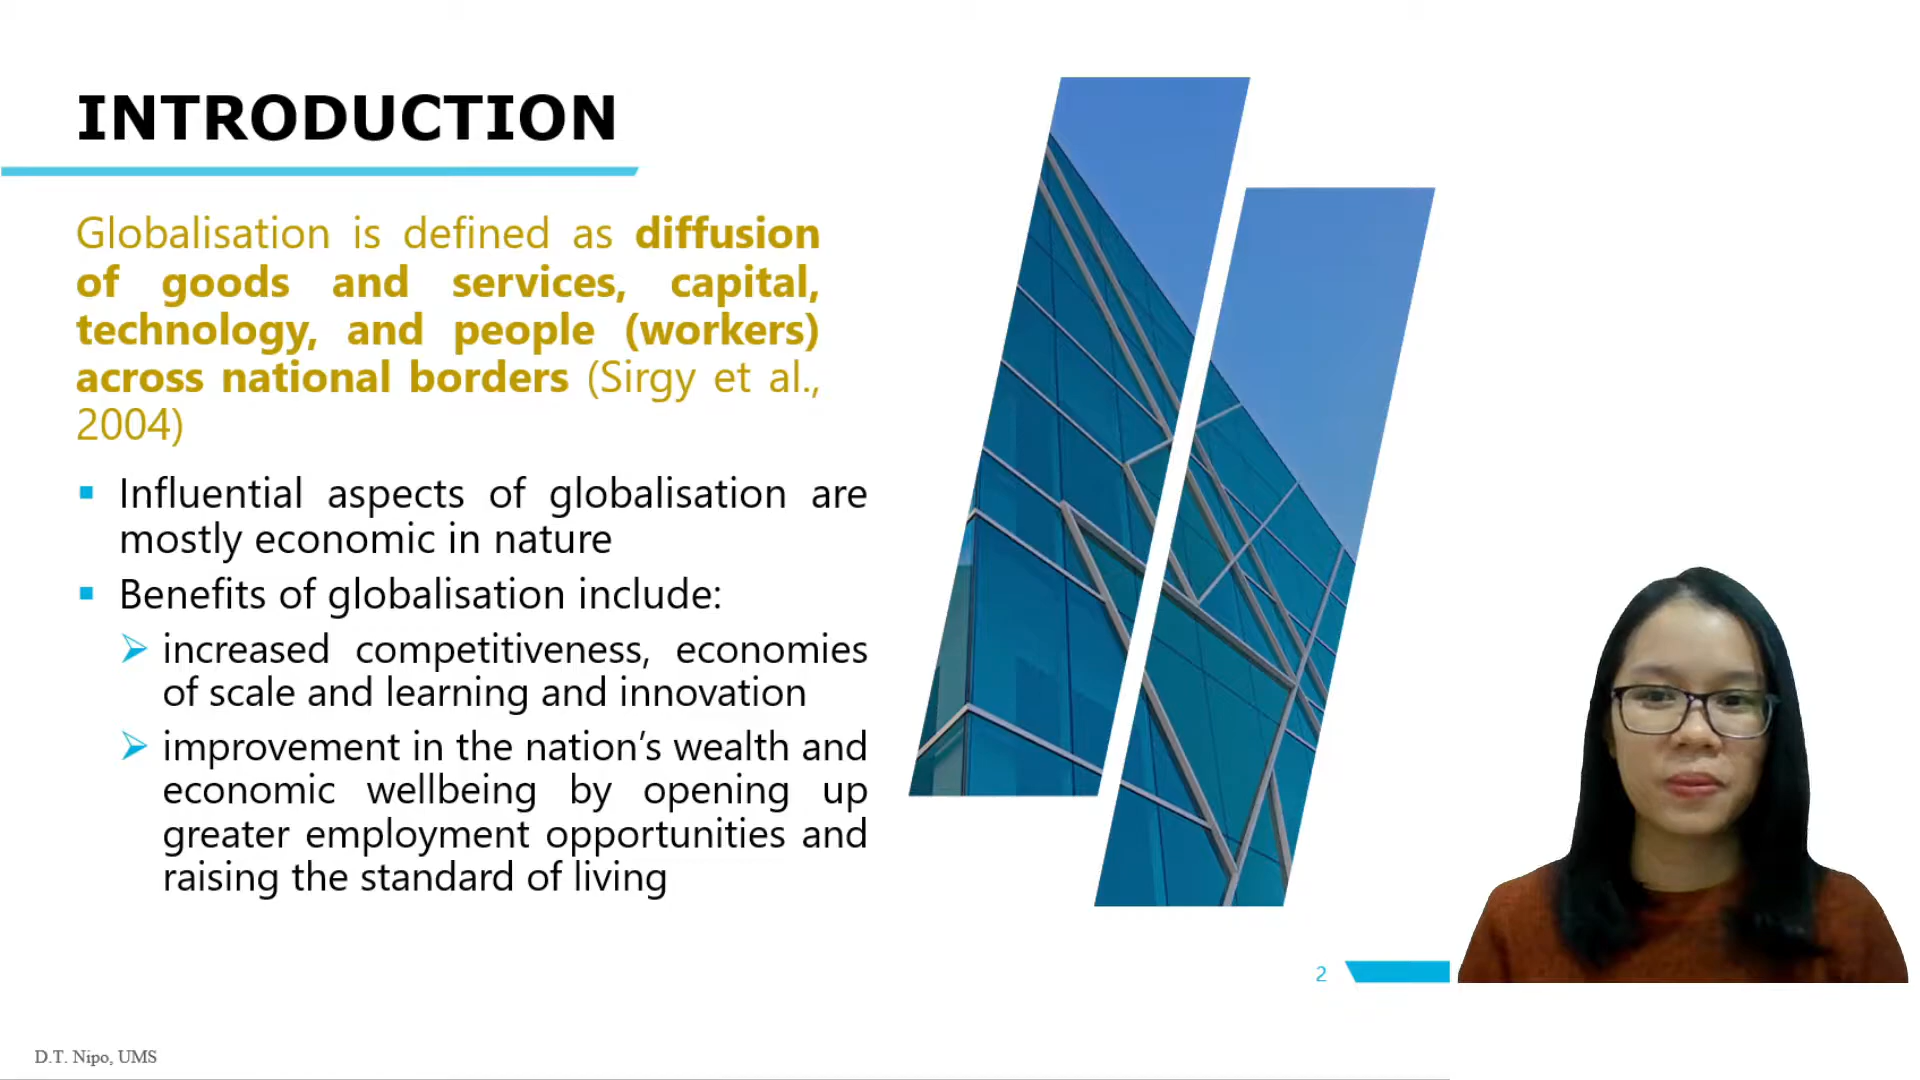 INTRODUCTION
Globalisation is defined as diffusion
of goods and services, capital,
technology, and people (workers)
across national borders (Sirgy et al.,
2004)
▪ Influential aspects of globalisation are
mostly economic in nature
▪ Benefits of globalisation include:
➢ increased competitiveness, economies
of scale and learning and innovation
➢ improvement in the nation’s wealth and
economic wellbeing by opening up
greater employment opportunities and
raising the standard of living
2
D.T. Nipo, UMS